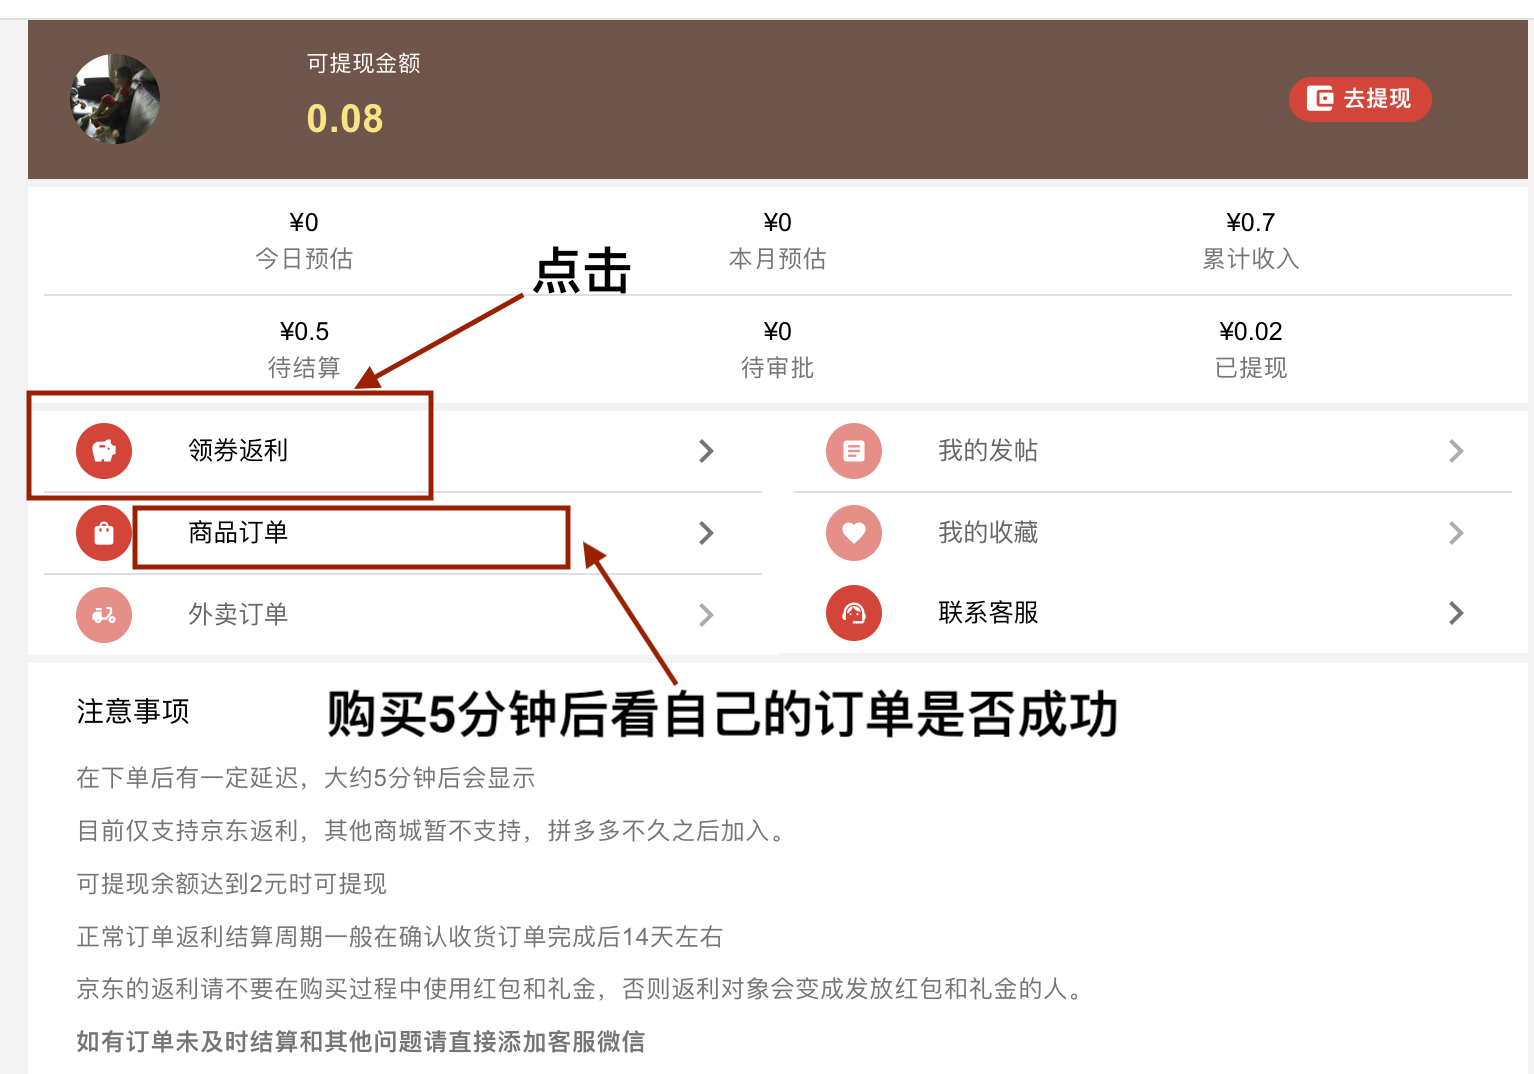 可提现金额
0.08
去提现
¥0
今日预估
¥0
本月预估
¥0.7
累计收入
点击
¥0.5
待结算
¥0
待审批
¥0.02
已提现
领券返利
我的发帖
商品订单
我的收藏
外卖订单
联系客服
注意事项
购买5分钟后看自己的订单是否成功
在下单后有一定延迟，大约5分钟后会显示
目前仅支持京东返利，其他商城暂不支持，拼多多不久之后加入。
可提现余额达到2元时可提现
正常订单返利结算周期一般在确认收货订单完成后14天左右
京东的返利请不要在购买过程中使用红包和礼金，否则返利对象会变成发放红包和礼金的人。
如有订单未及时结算和其他问题请直接添加客服微信